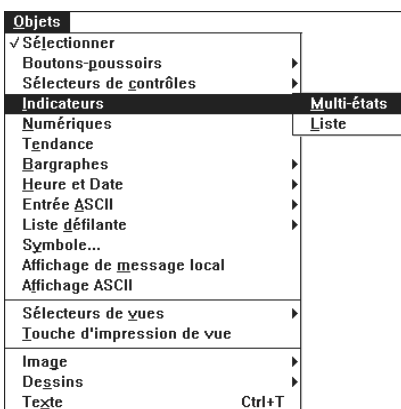 Objets
✓ Sélectionner
Boutons-poussoirs
Sélecteurs de contrôles
Indicateurs
Multi-états
Numériques
Liste
Tendance
Bargraphes
Heure et Date
Entrée ASCII
Liste défilante
Symbole...
Affichage de message local
Affichage ASCII
Sélecteurs de vues
Touche d'impression de vue
Image
Dessins
Texte Ctrl+T